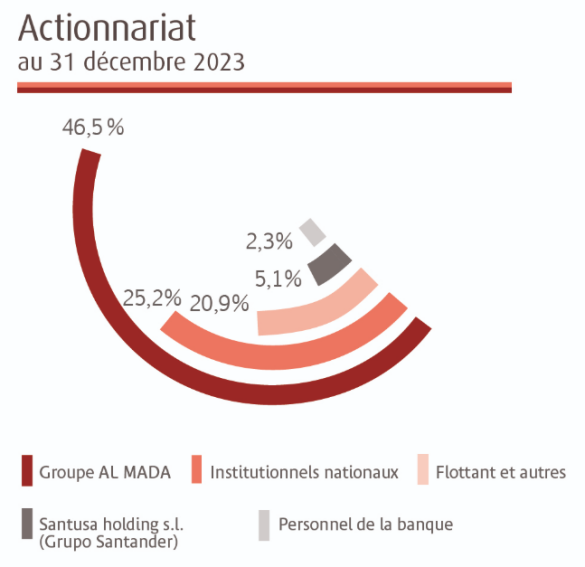 Actionnariat
au 31 décembre 2023
46,5 %
2,3%
5,1%
25,2% 20,9%
Groupe AL MADA
Institutionnels nationaux
Flottant et autres
Santusa holding s.l.
(Grupo Santander)
Personnel de la banque